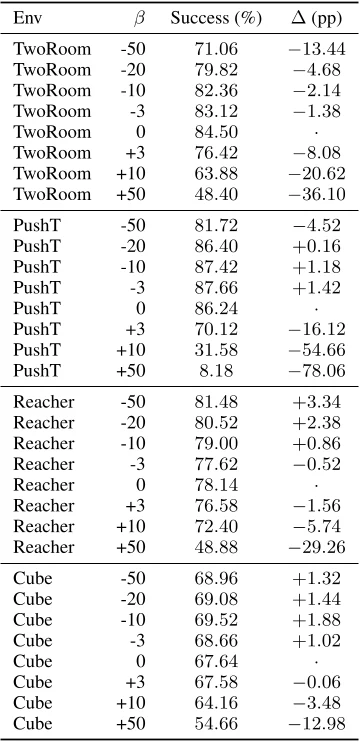 Env β Success (%) Δ (pp)
TwoRoom -50 71.06 −13.44
TwoRoom -20 79.82 −4.68
TwoRoom -10 82.36 −2.14
TwoRoom -3 83.12 −1.38
TwoRoom 0 84.50 ·
TwoRoom +3 76.42 −8.08
TwoRoom +10 63.88 −20.62
TwoRoom +50 48.40 −36.10
PushT -50 81.72 −4.52
PushT -20 86.40 +0.16
PushT -10 87.42 +1.18
PushT -3 87.66 +1.42
PushT 0 86.24 ·
PushT +3 70.12 −16.12
PushT +10 31.58 −54.66
PushT +50 8.18 −78.06
Reacher -50 81.48 +3.34
Reacher -20 80.52 +2.38
Reacher -10 79.00 +0.86
Reacher -3 77.62 −0.52
Reacher 0 78.14 ·
Reacher +3 76.58 −1.56
Reacher +10 72.40 −5.74
Reacher +50 48.88 −29.26
Cube -50 68.96 +1.32
Cube -20 69.08 +1.44
Cube -10 69.52 +1.88
Cube -3 68.66 +1.02
Cube 0 67.64 ·
Cube +3 67.58 −0.06
Cube +10 64.16 −3.48
Cube +50 54.66 −12.98